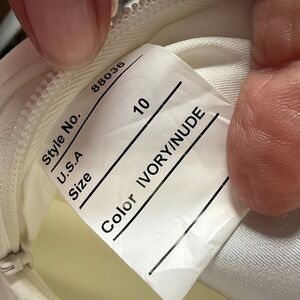 Style No. 88036
U.S.A
Size 10
Color IVORY/NUDE